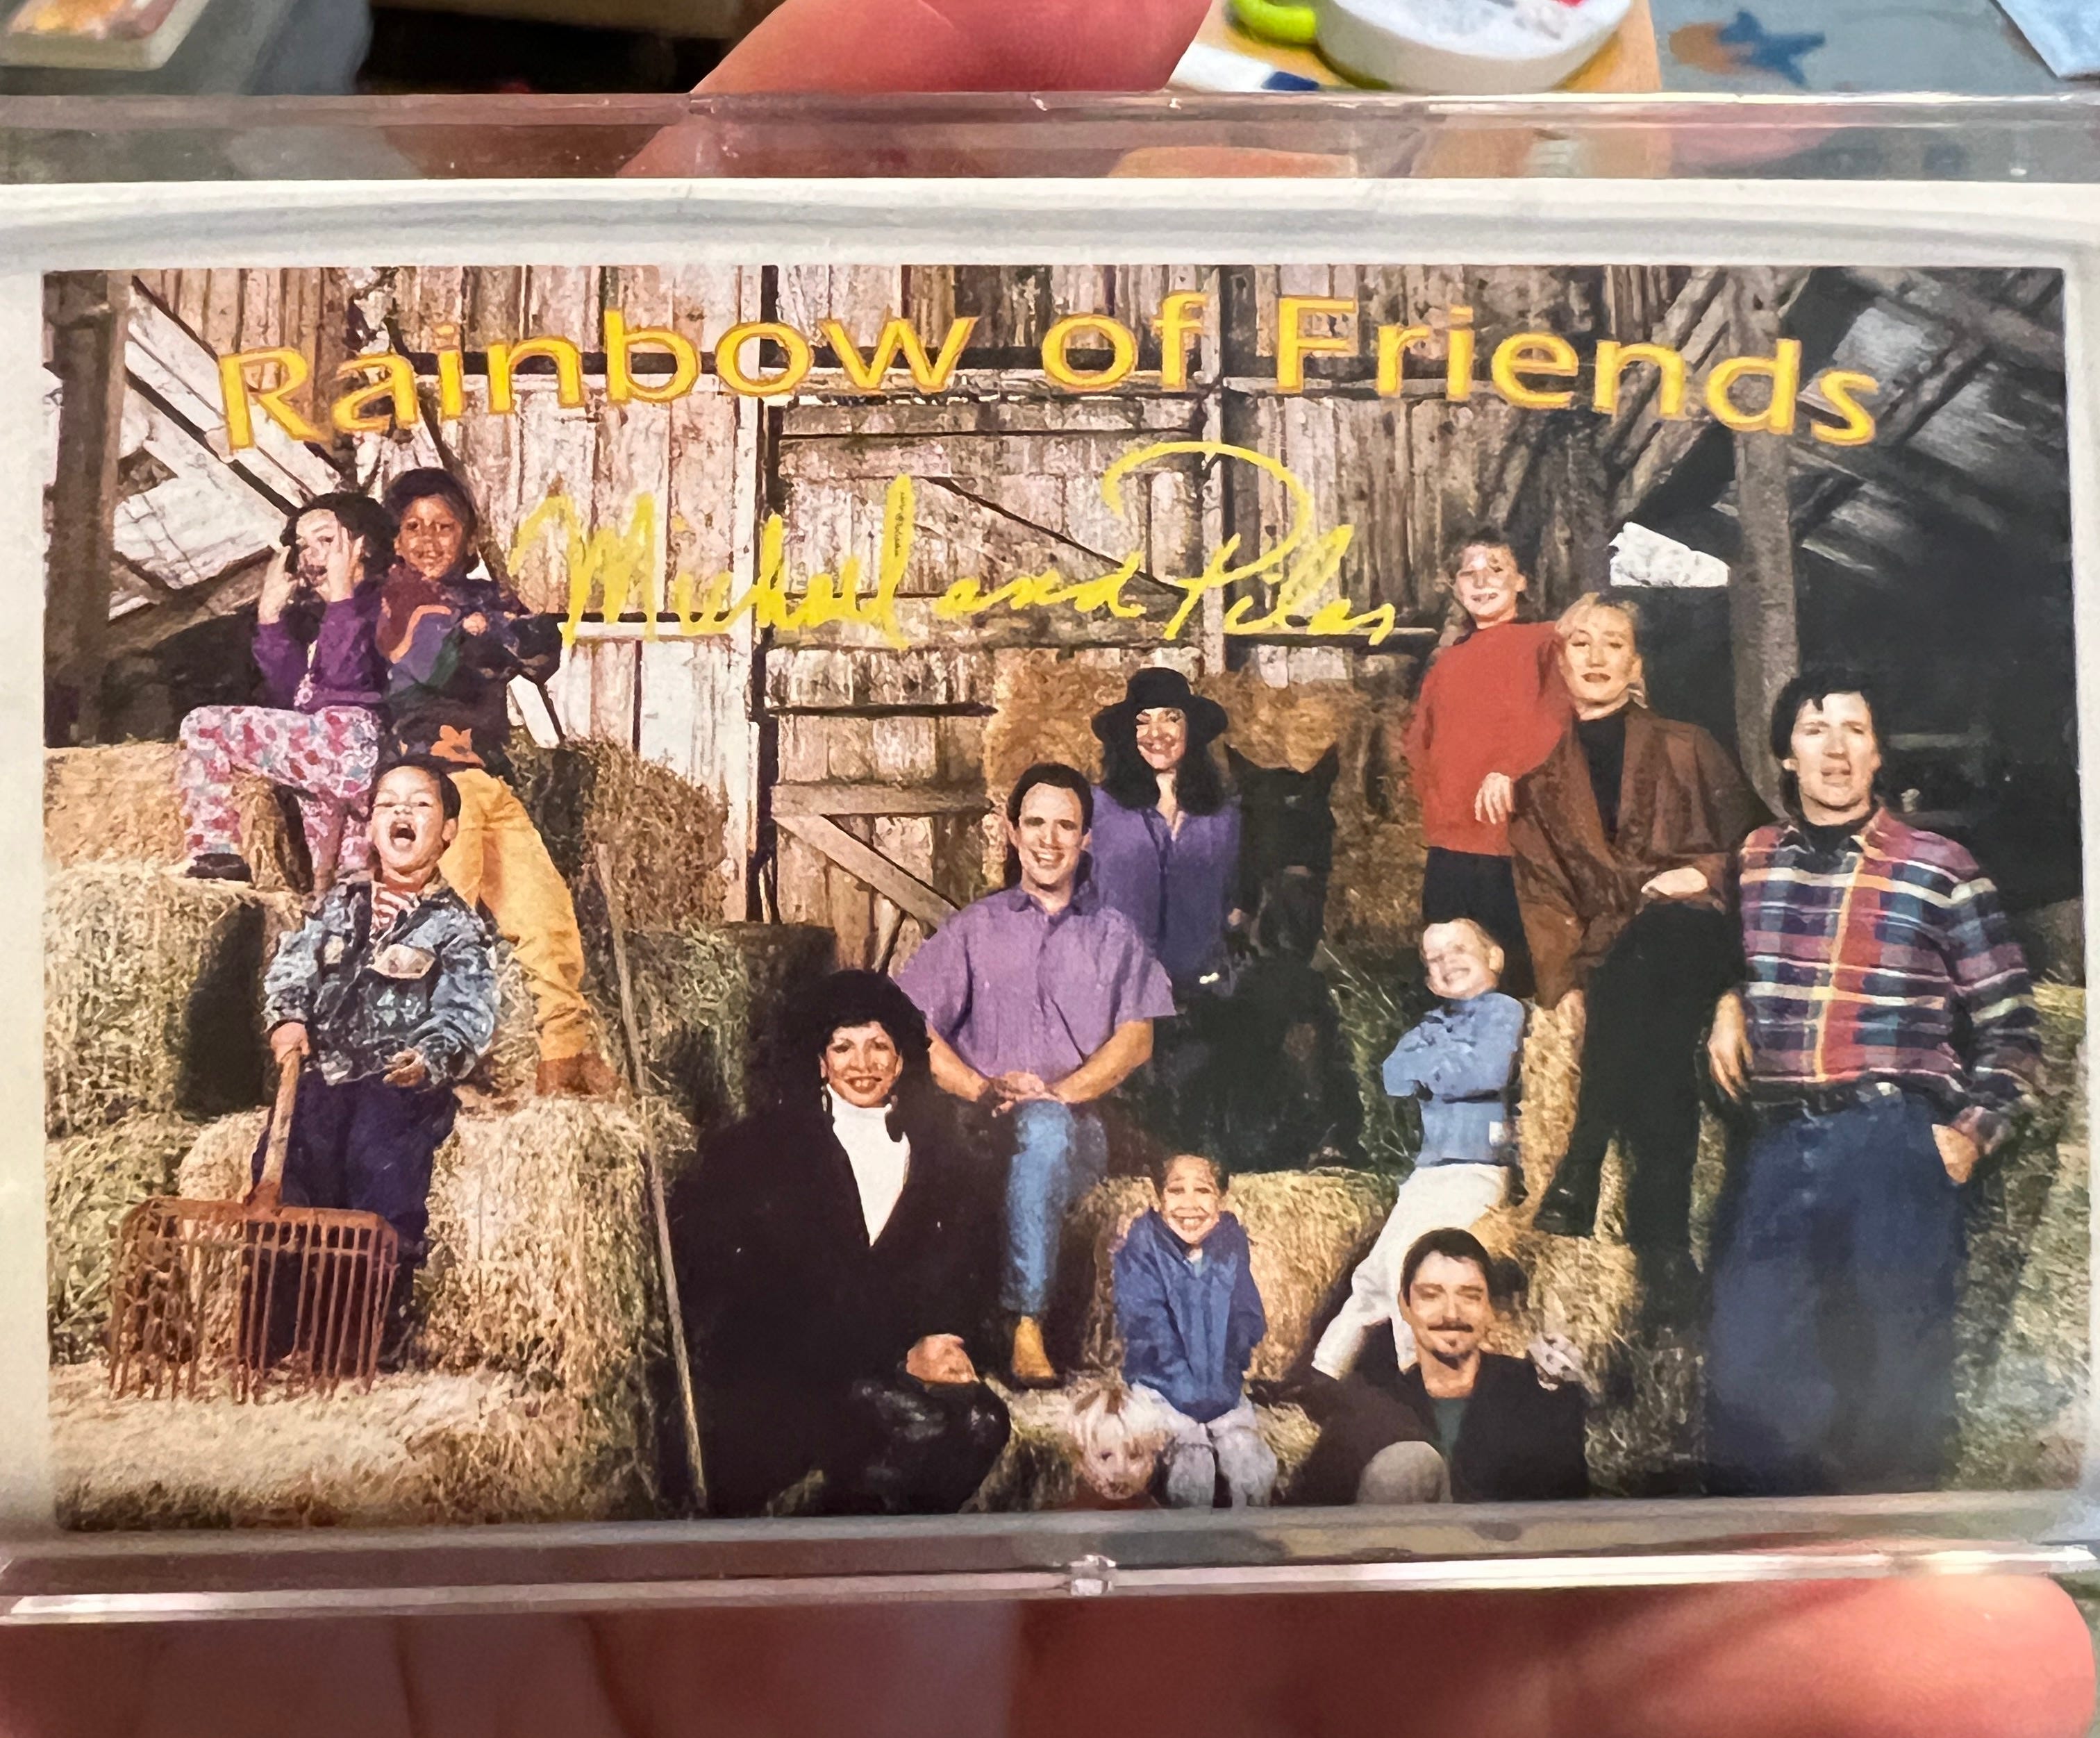 Rainbow of Friends
Michael and Pilar